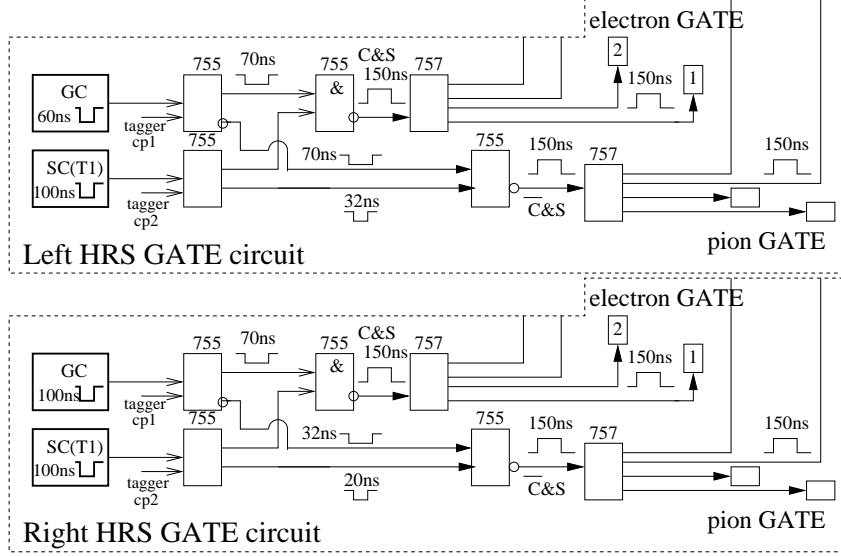 electron GATE
755
70ns
755
C&S
150ns
757
2
150ns
1
GC
60ns
&
tagger
cp1
755
755
150ns
757
150ns
SC(T1)
100ns
70ns
tagger
cp2
32ns
C&S
Left HRS GATE circuit
pion GATE
electron GATE
755
70ns
755
C&S
150ns
757
2
150ns
1
GC
100ns
&
tagger
cp1
755
755
150ns
757
150ns
SC(T1)
100ns
32ns
tagger
cp2
20ns
C&S
Right HRS GATE circuit
pion GATE